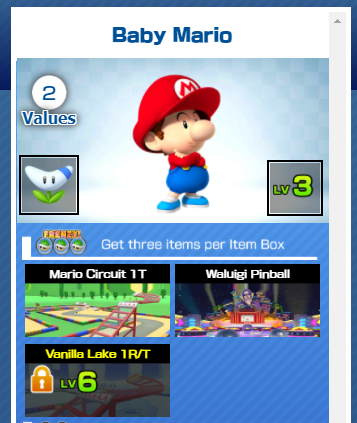 Baby Mario
2
Values
LV 3
FRENZY!
Get three items per Item Box
Mario Circuit 1T
Waluigi Pinball
Vanilla Lake 1R/T
LV 6